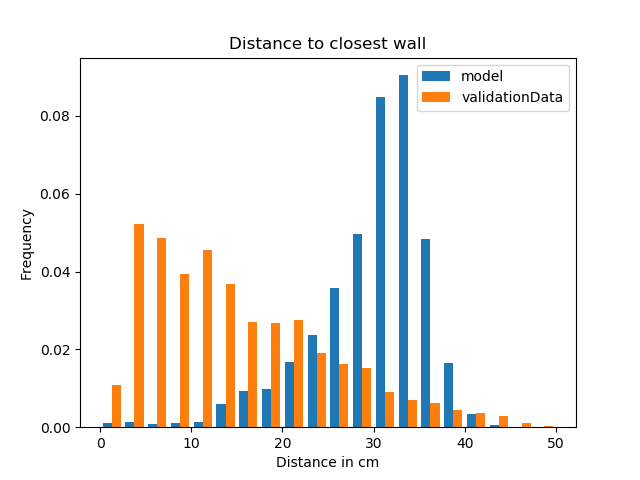 Distance to closest wall
model
validationData
Frequency
0.08
0.06
0.04
0.02
0.00
0 10 20 30 40 50
Distance in cm